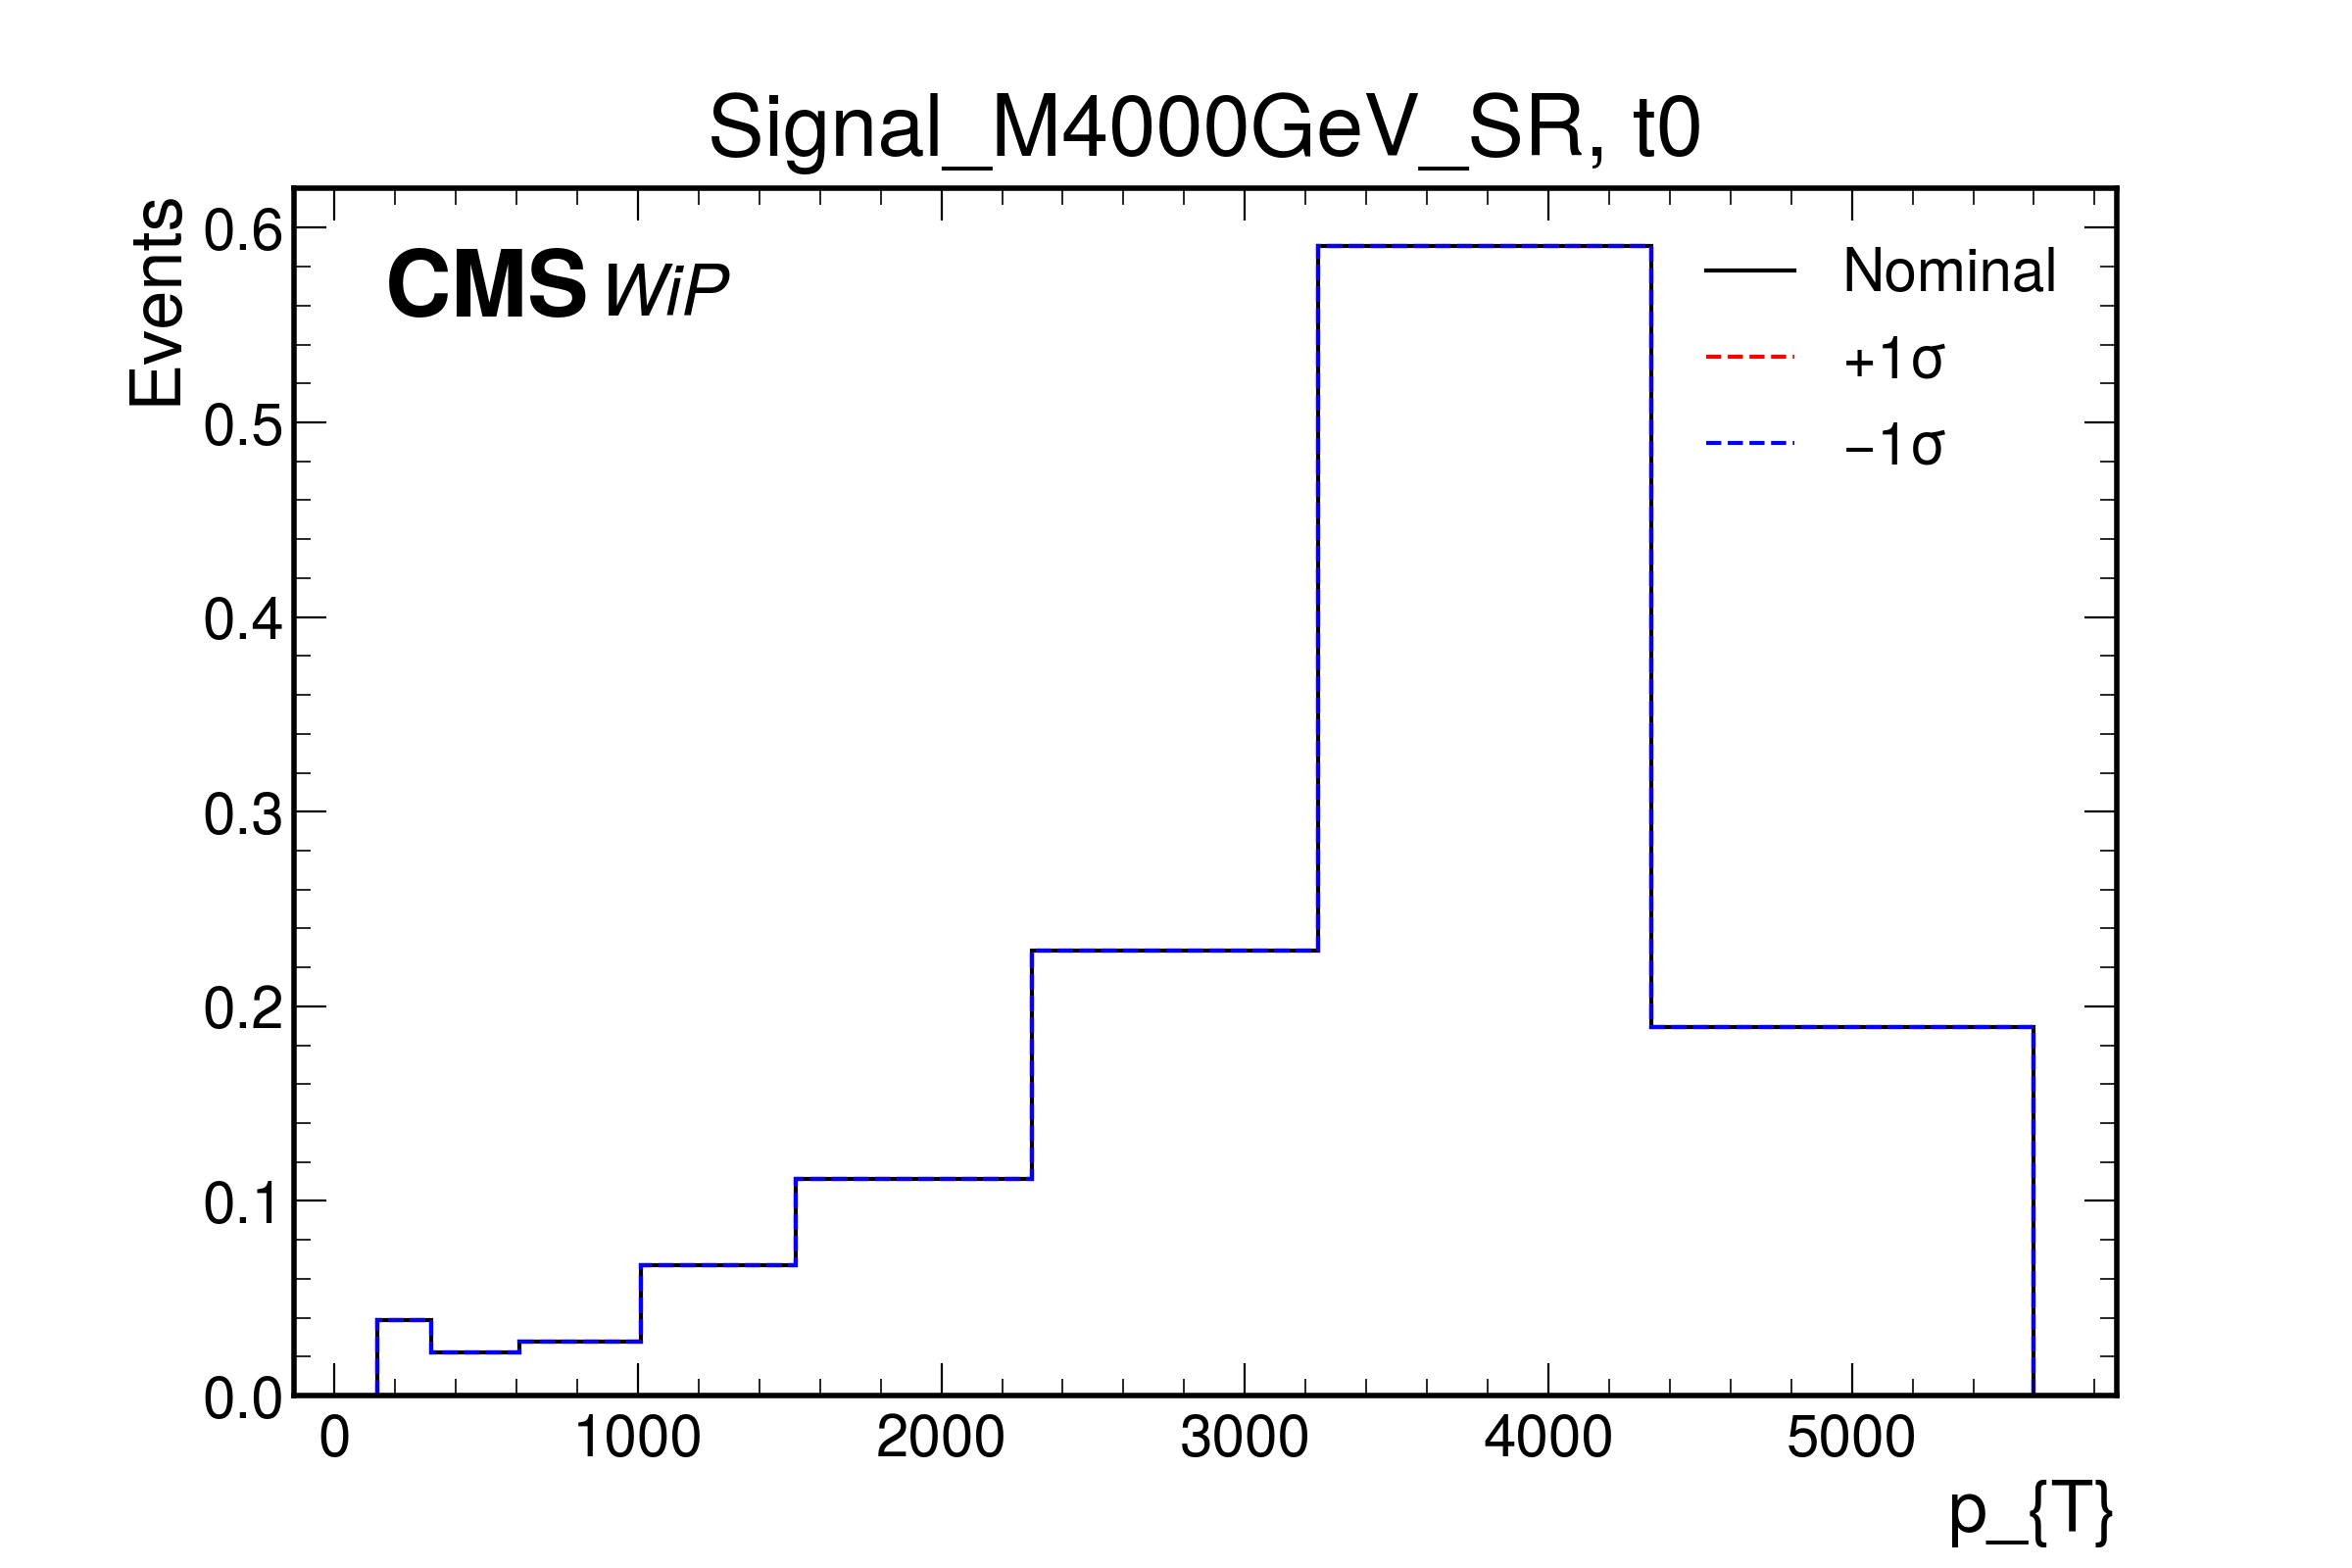 Signal_M4000GeV_SR, t0
Events
CMS WiP
Nominal
+1σ
−1σ
0.6
0.5
0.4
0.3
0.2
0.1
0.0
0 1000 2000 3000 4000 5000
p_{T}